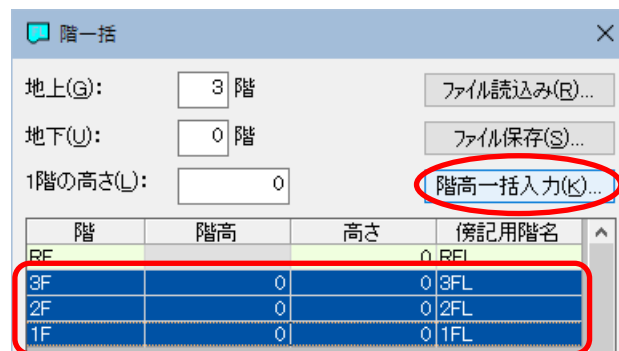 階一括
地上(G): 3 階 ファイル読込み(R)...
地下(U): 0 階 ファイル保存(S)...
1階の高さ(L): 0 階高一括入力(K)...
階 階高 高さ 傍記用階名
RF 0 RFL
3F 0 0 3FL
2F 0 0 2FL
1F 0 0 1FL